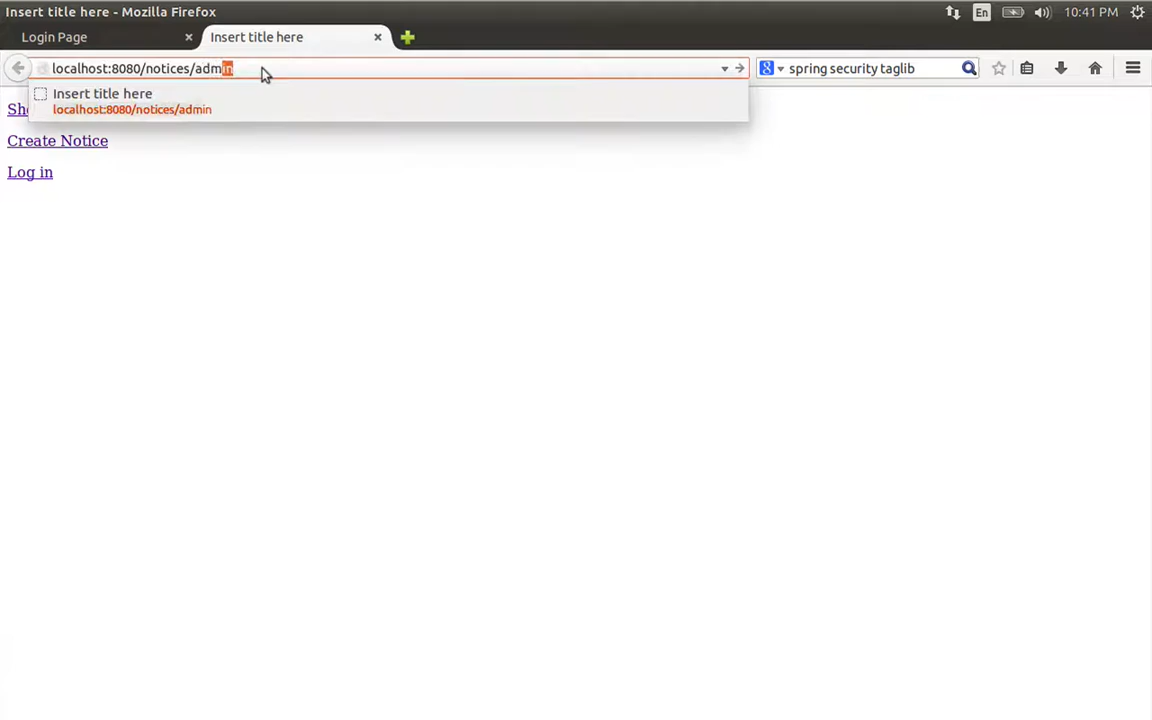 Insert title here - Mozilla Firefox
En
10:41 PM
Login Page
Insert title here
localhost:8080/notices/admin
spring security taglib
Insert title here
localhost:8080/notices/admin
Create Notice
Log in